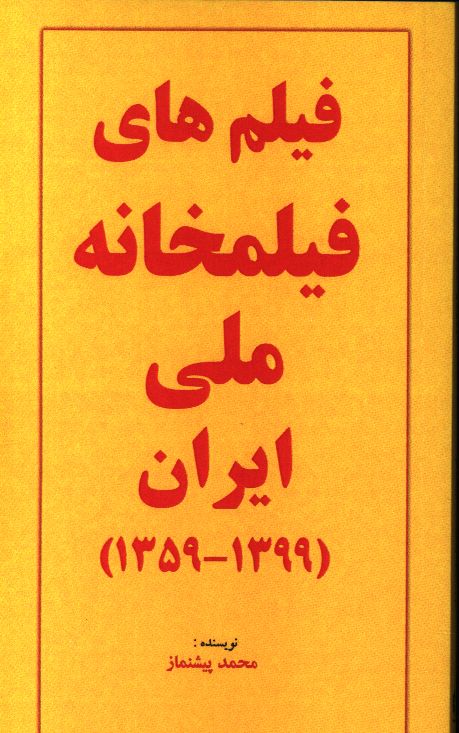 فیلم های
فیلمخانه
ملی
ایران
(۱۳۵۹-۱۳۹۹)
نویسنده :
محمد پیشنماز